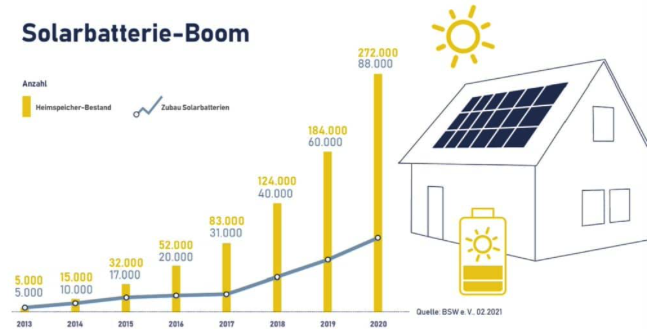 Solarbatterie-Boom
Anzahl
Heimspeicher-Bestand
Zubau Solarbatterien
5.000
5.000
15.000
10.000
32.000
17.000
52.000
20.000
83.000
31.000
124.000
40.000
184.000
60.000
272.000
88.000
2013 2014 2015 2016 2017 2018 2019 2020
Quelle: BSW e. V., 02.2021